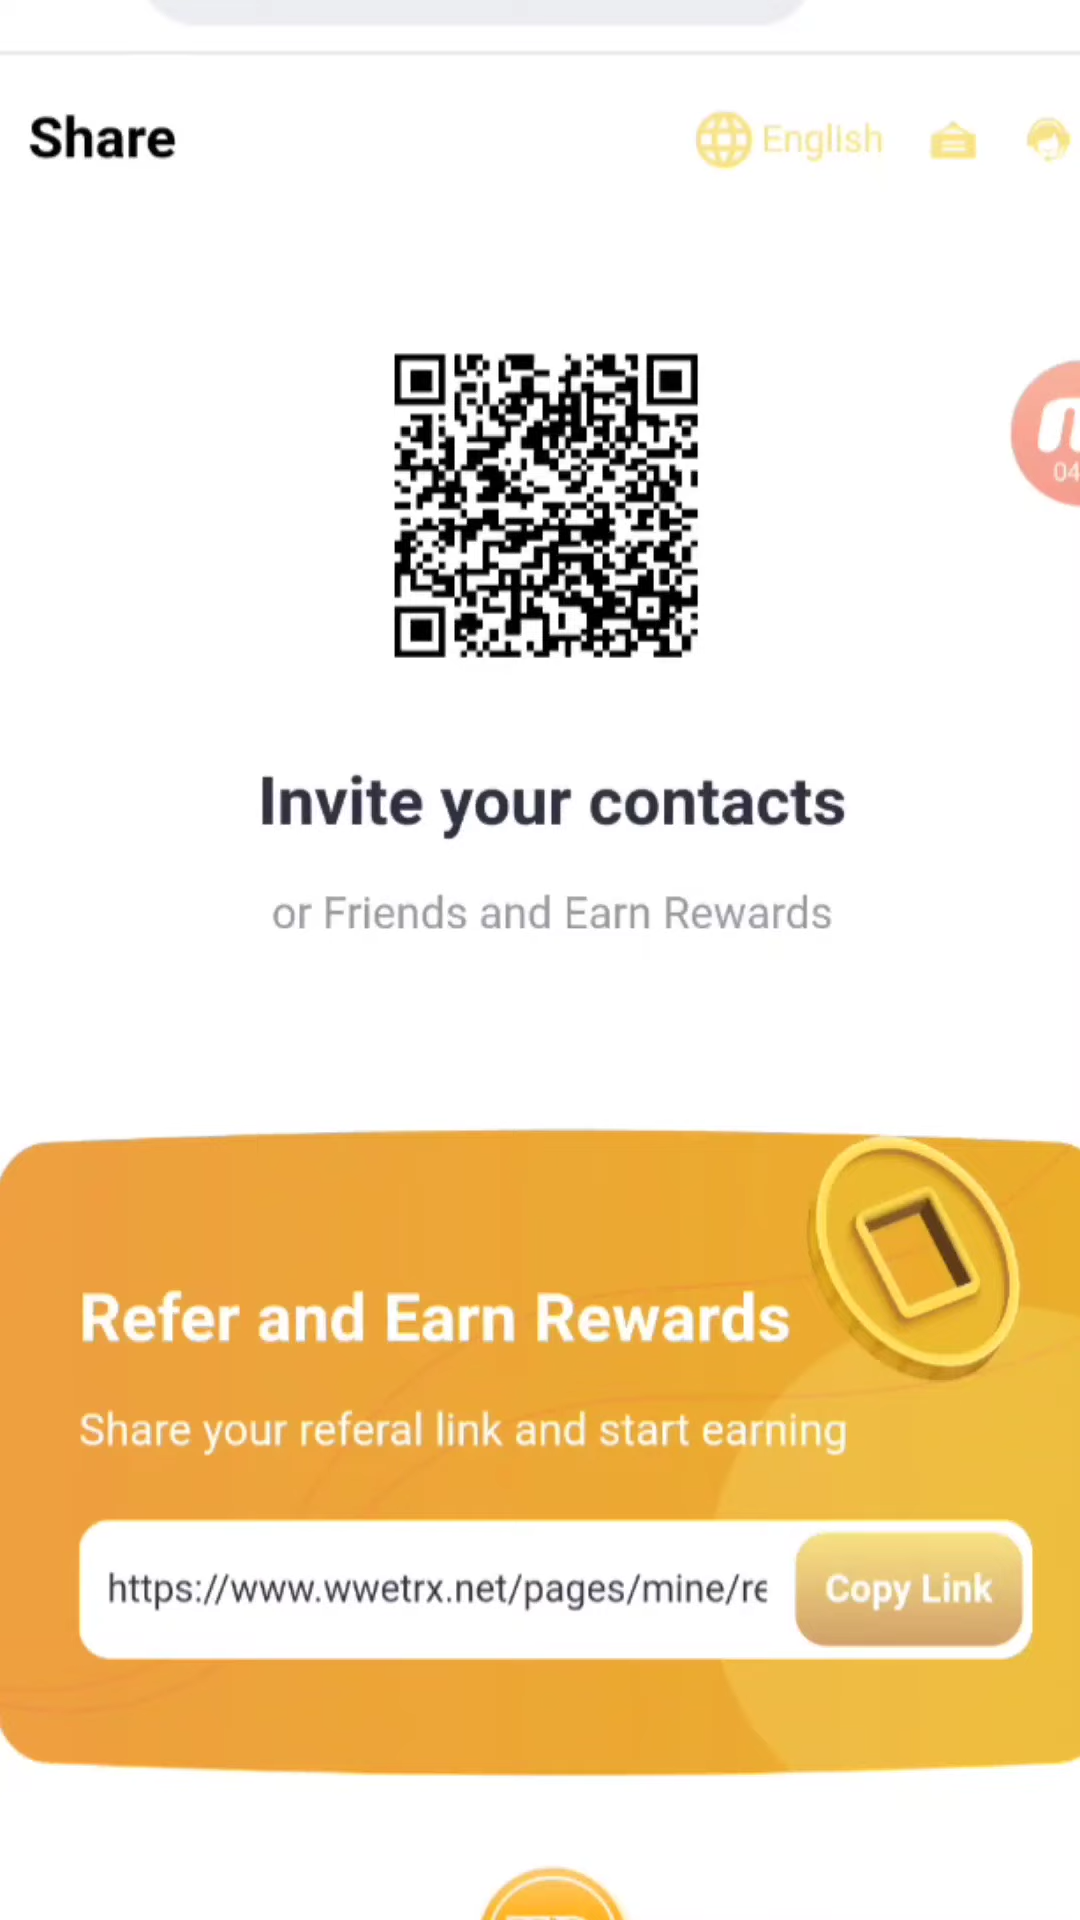 Share
English
04
Invite your contacts
or Friends and Earn Rewards
Refer and Earn Rewards
Share your referal link and start earning
https://www.wwetrx.net/pages/mine/re
Copy Link